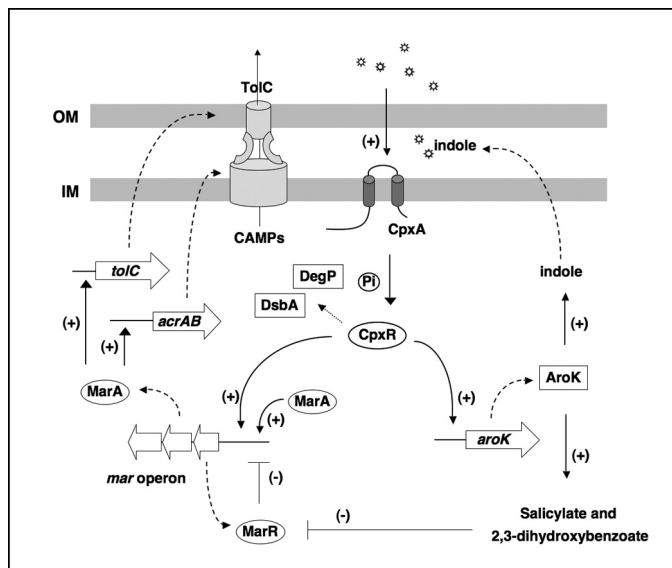 TolC
OM
(+)
indole
IM
CpxA
CAMPs
tolC
DegP
Pi
indole
DsbA
acrAB
(+)
(+)
CpxR
(+)
MarA
MarA
AroK
(+)
(+)
(+)
aroK
(+)
mar operon
(-)
MarR
(-)
Salicylate and
2,3-dihydroxybenzoate